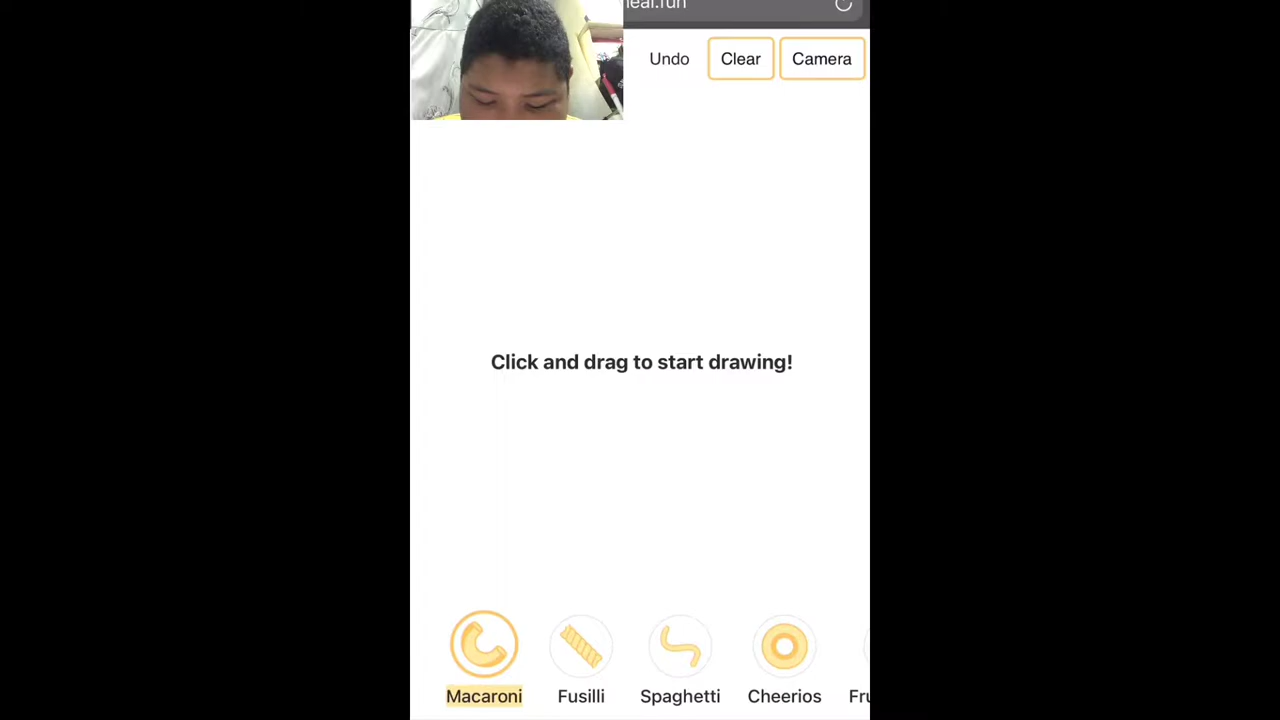 Undo Clear Camera
Click and drag to start drawing!
Macaroni Fusilli Spaghetti Cheerios